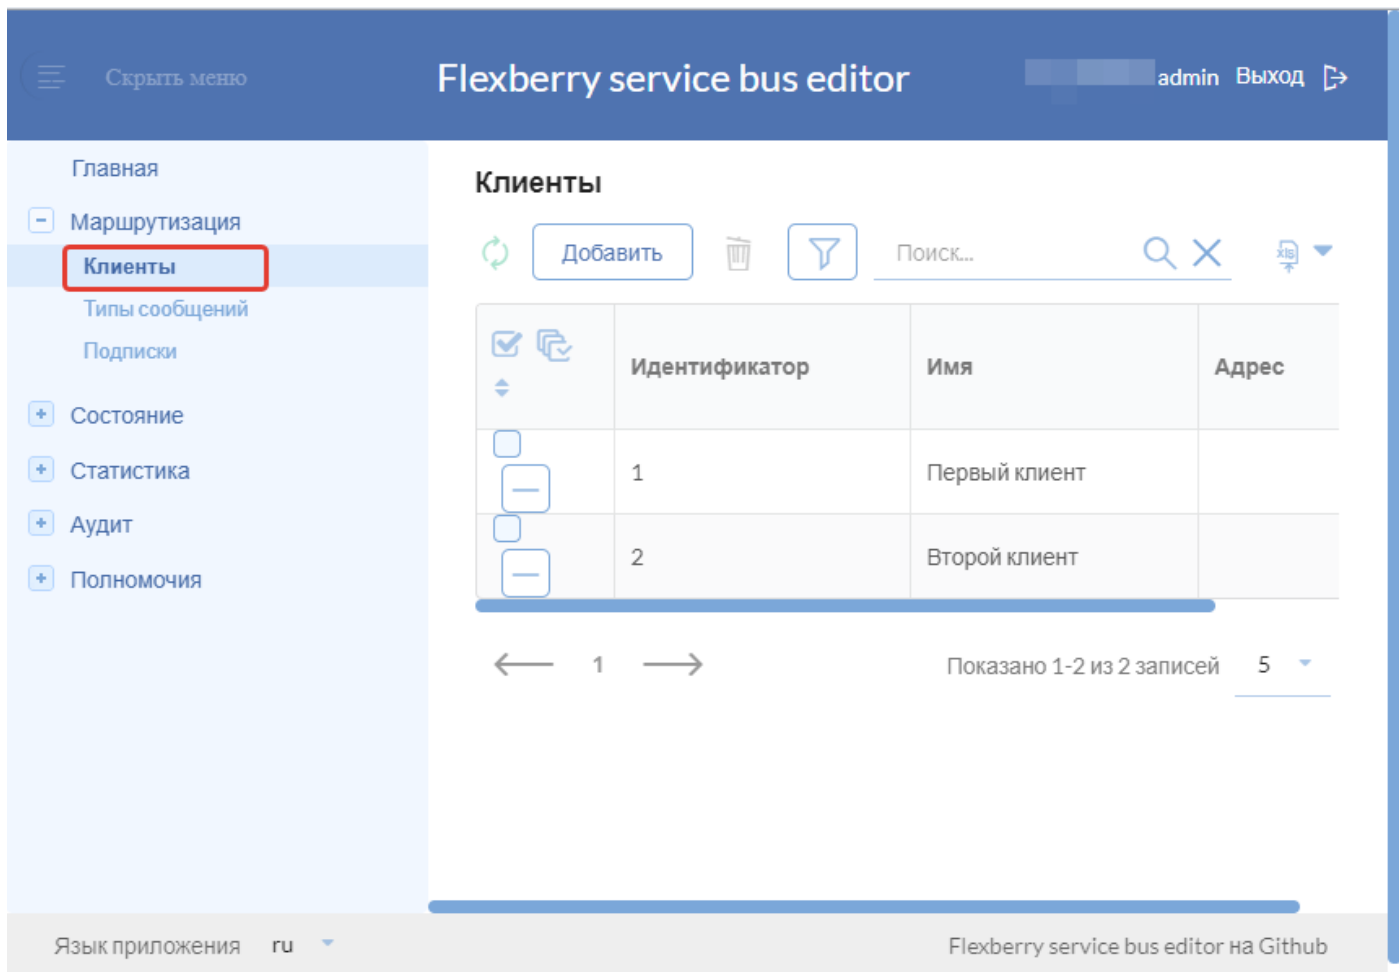 Скрыть меню
Flexberry service bus editor
admin Выход
Главная
Маршрутизация
Клиенты
Типы сообщений
Подписки
Состояние
Статистика
Аудит
Полномочия
Клиенты
Добавить
Поиск...
xls
Идентификатор Имя Адрес
1 Первый клиент
2 Второй клиент
1
Показано 1-2 из 2 записей 5
Язык приложения ru
Flexberry service bus editor на Github